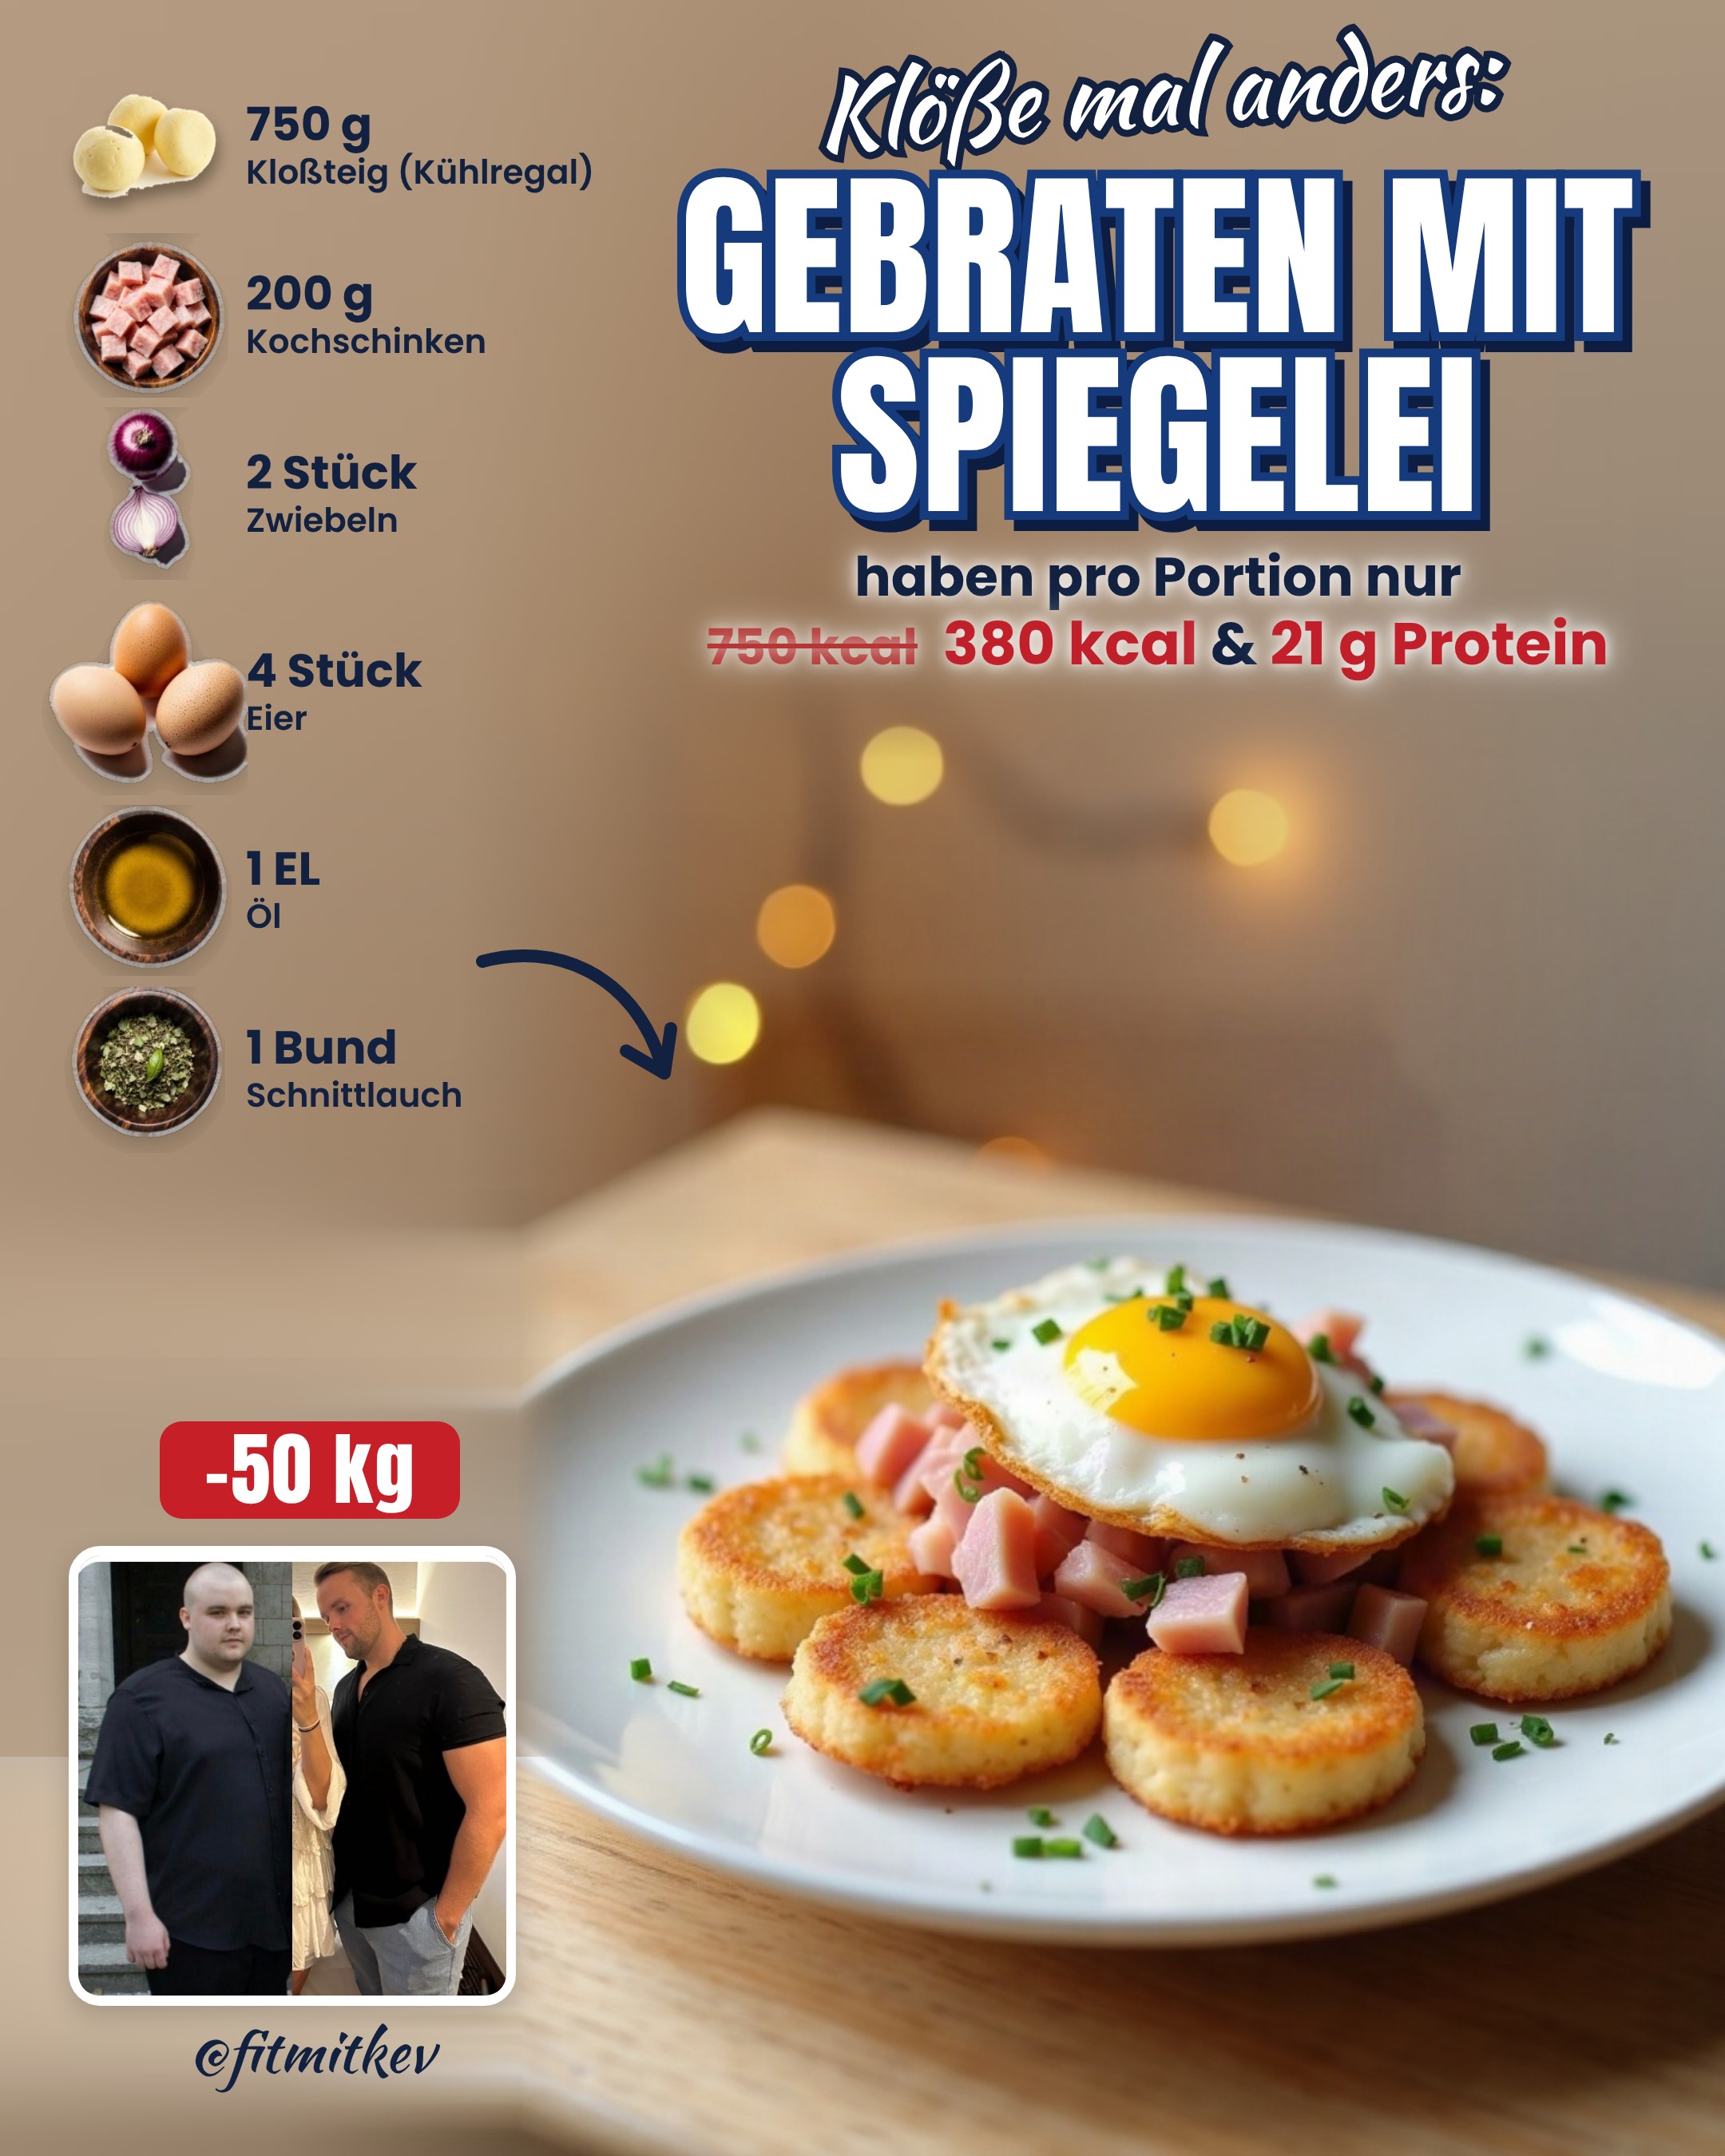 Klöße mal anders:
GEBRATEN MIT
SPIEGELEI
haben pro Portion nur
750 kcal 380 kcal & 21 g Protein
750 g
Kloßteig (Kühlregal)
200 g
Kochschinken
2 Stück
Zwiebeln
4 Stück
Eier
1 EL
Öl
1 Bund
Schnittlauch
-50 kg
@fitmitkev